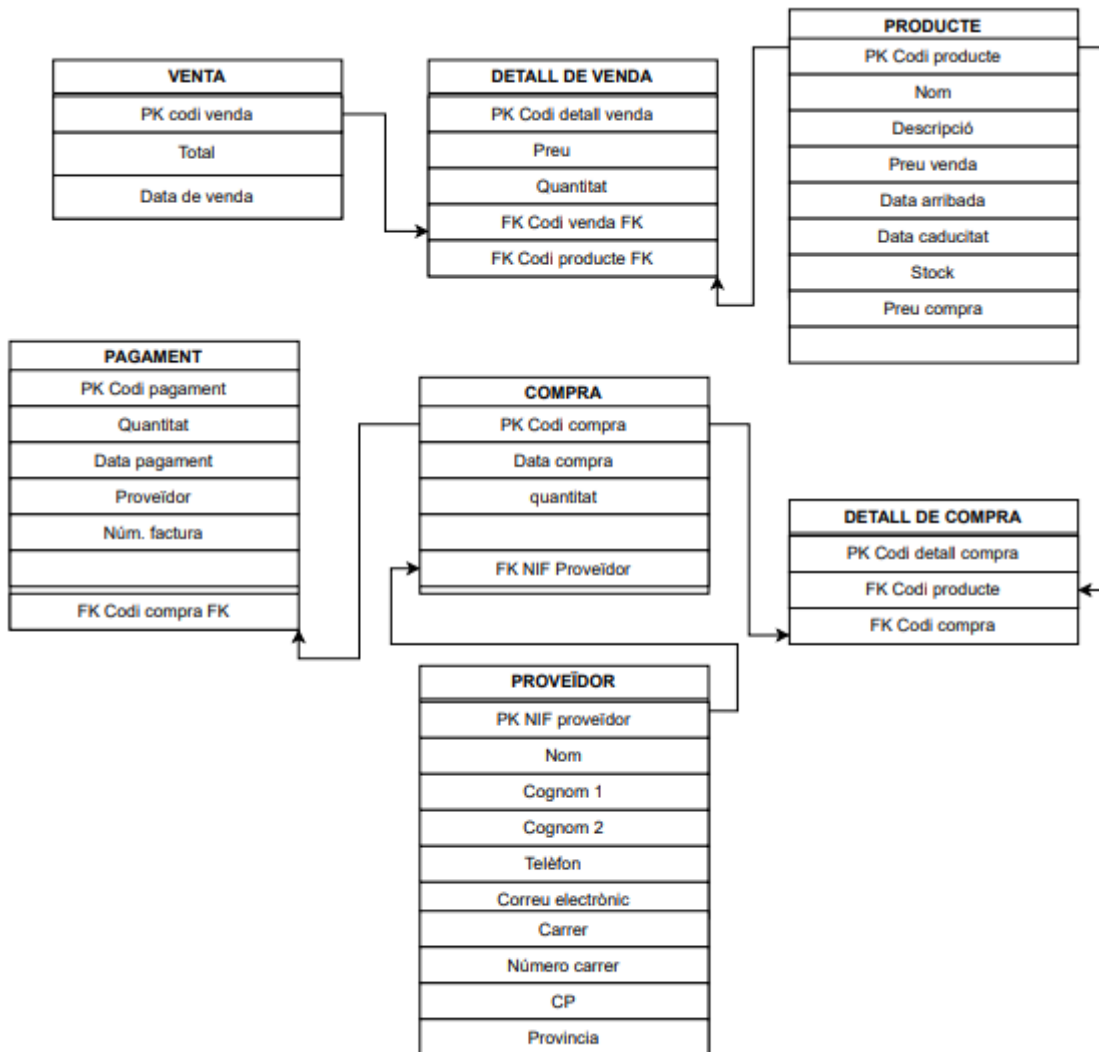 VENTA
PK codi venda
Total
Data de venda
DETALL DE VENDA
PK Codi detall venda
Preu
Quantitat
FK Codi venda FK
FK Codi producte FK
PRODUCTE
PK Codi producte
Nom
Descripció
Preu venda
Data arribada
Data caducitat
Stock
Preu compra
PAGAMENT
PK Codi pagament
Quantitat
Data pagament
Proveïdor
Núm. factura
FK Codi compra FK
COMPRA
PK Codi compra
Data compra
quantitat
FK NIF Proveïdor
DETALL DE COMPRA
PK Codi detall compra
FK Codi producte
FK Codi compra
PROVEÏDOR
PK NIF proveïdor
Nom
Cognom 1
Cognom 2
Telèfon
Correu electrònic
Carrer
Número carrer
CP
Provincia